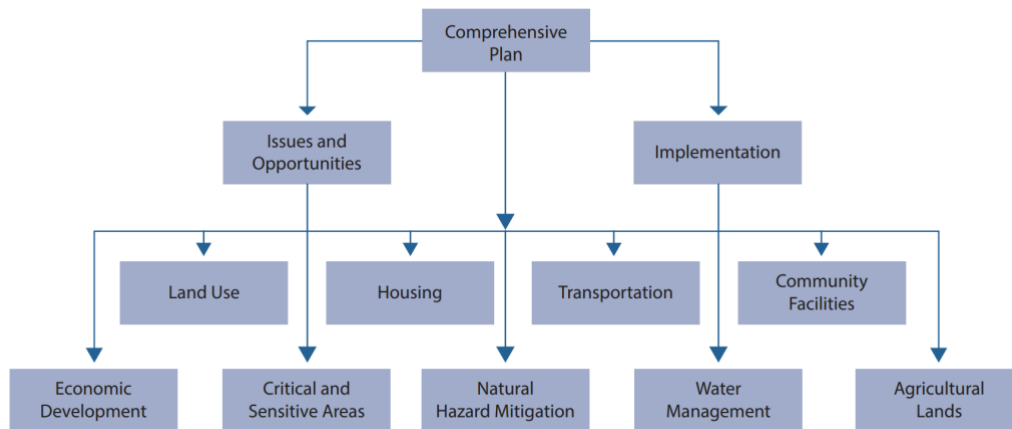 Comprehensive
Plan
Issues and
Opportunities
Implementation
Land Use
Housing
Transportation
Community
Facilities
Economic
Development
Critical and
Sensitive Areas
Natural
Hazard Mitigation
Water
Management
Agricultural
Lands